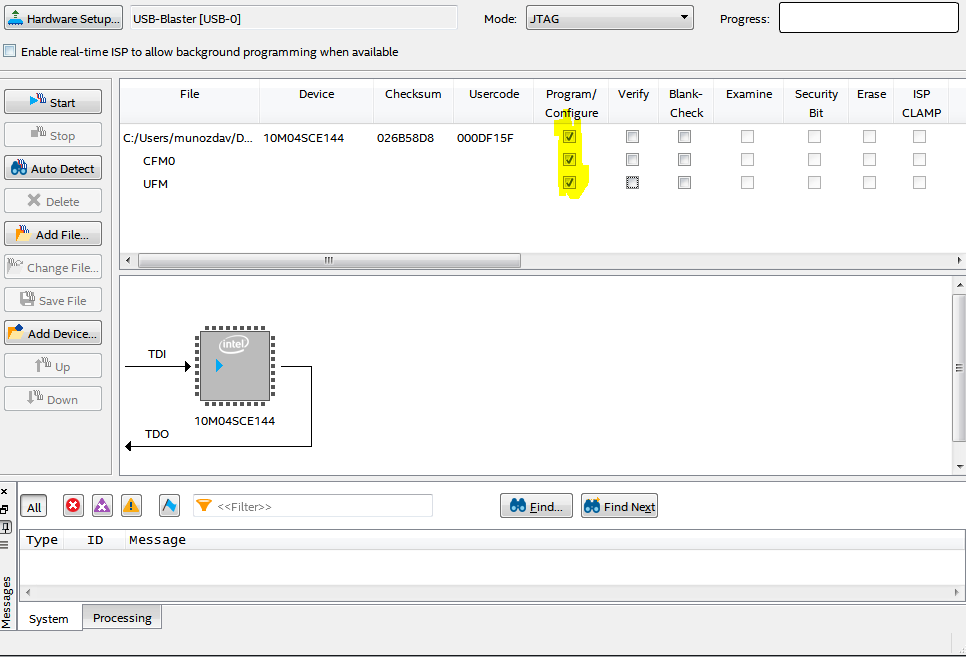 Hardware Setup... USB-Blaster [USB-0] Mode: JTAG Progress:
Enable real-time ISP to allow background programming when available
Start
Stop
Auto Detect
Delete
Add File...
Change File...
Save File
Add Device...
Up
Down
File Device Checksum Usercode Program/ Verify Blank- Examine Security Erase ISP
Configure Check Bit CLAMP
C:/Users/munozdav/D... 10M04SCE144 026B58D8 000DF15F
CFM0
UFM
intel
TDI
10M04SCE144
TDO
All <<Filter>> Find... Find Next
Type ID Message
Messages
System Processing